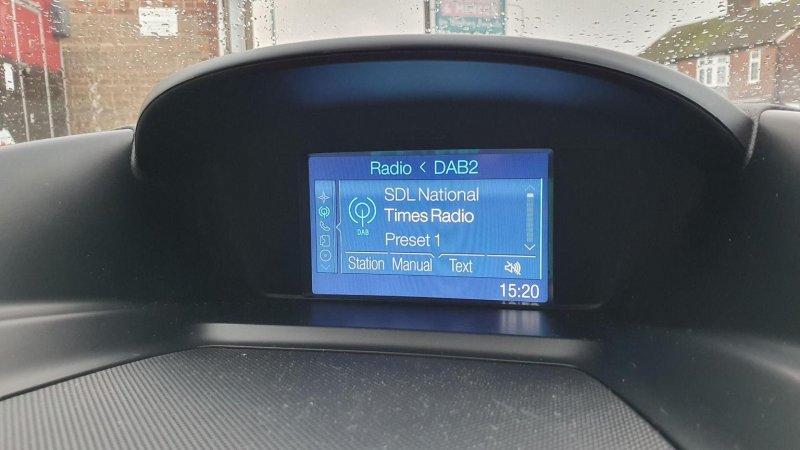 Radio < DAB2
SDL National
Times Radio
DAB
Preset 1
Station Manual Text
15:20